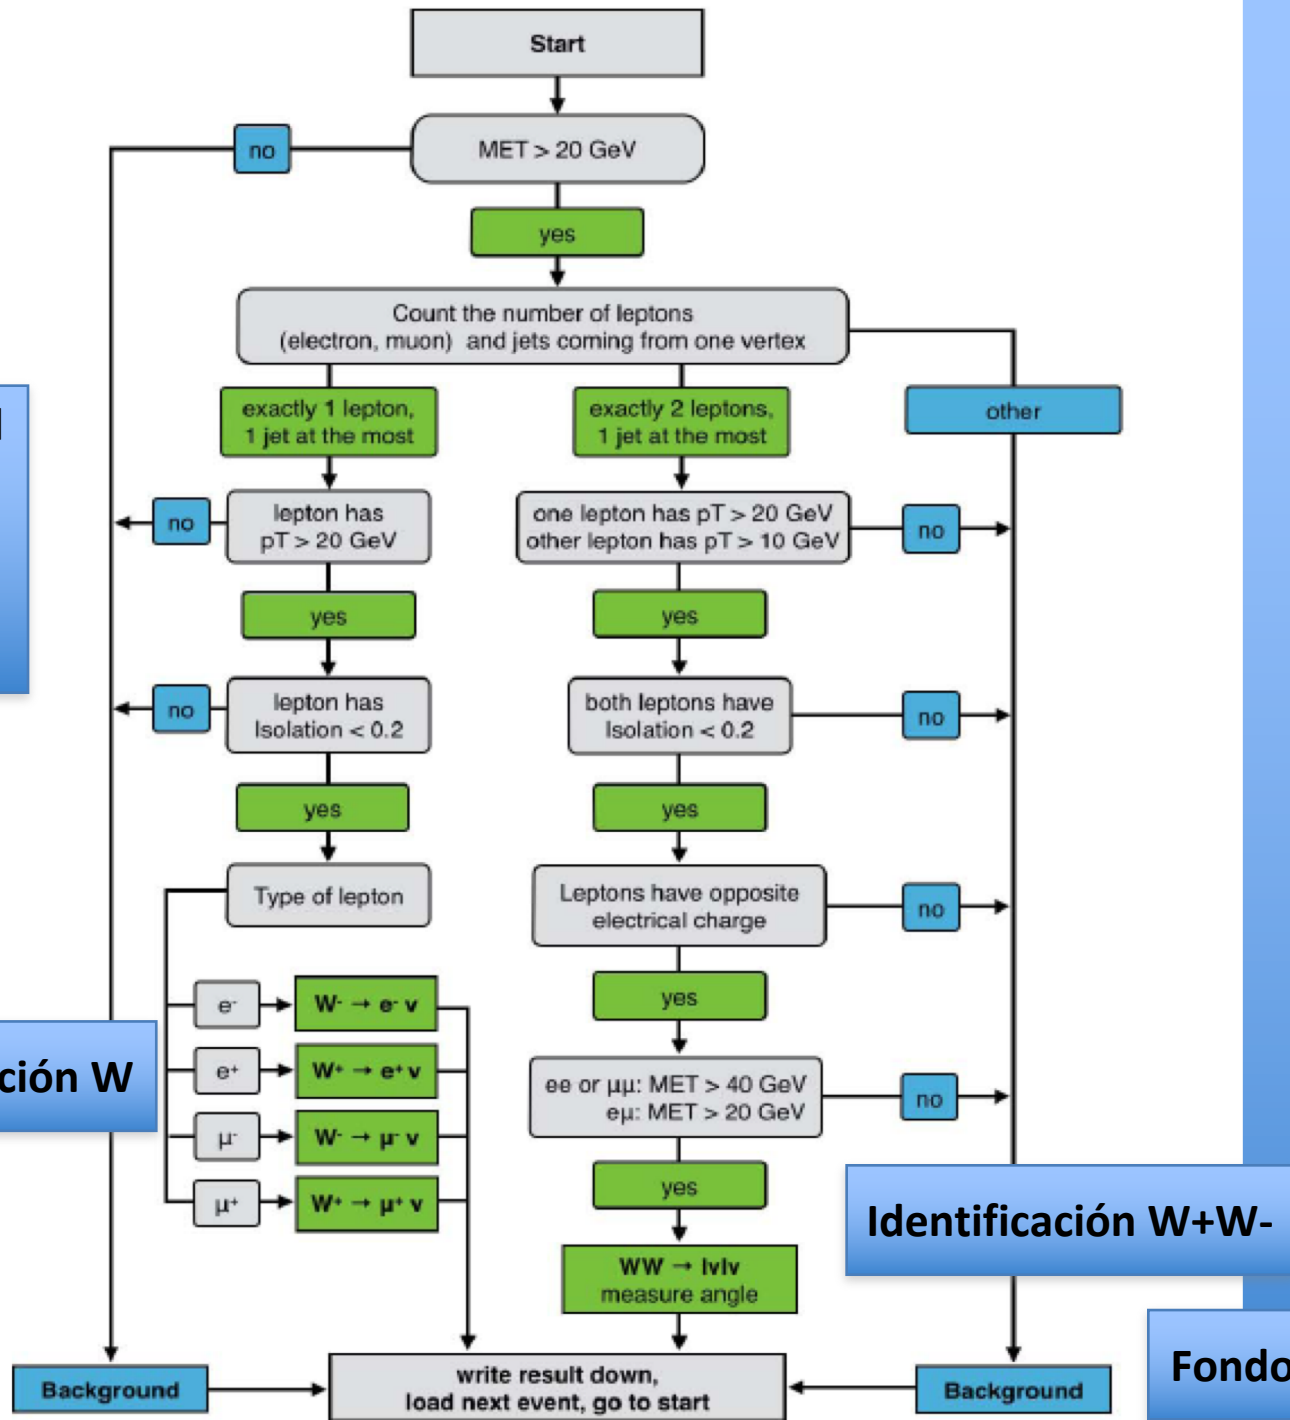 Start
no
MET > 20 GeV
yes
Count the number of leptons
(electron, muon) and jets coming from one vertex
exactly 1 lepton,
1 jet at the most
exactly 2 leptons,
1 jet at the most
other
no
lepton has
pT > 20 GeV
one lepton has pT > 20 GeV
other lepton has pT > 10 GeV
no
yes
yes
no
lepton has
Isolation < 0.2
both leptons have
Isolation < 0.2
no
yes
yes
Type of lepton
Leptons have opposite
electrical charge
no
yes
e⁻
W⁻ → e⁻ ν
e⁺
W⁺ → e⁺ ν
μ⁻
W⁻ → μ⁻ ν
μ⁺
W⁺ → μ⁺ ν
ción W
ee or μμ: MET > 40 GeV
eμ: MET > 20 GeV
no
yes
Identificación W+W-
WW → lνlν
measure angle
Fondo
Background
write result down,
load next event, go to start
Background